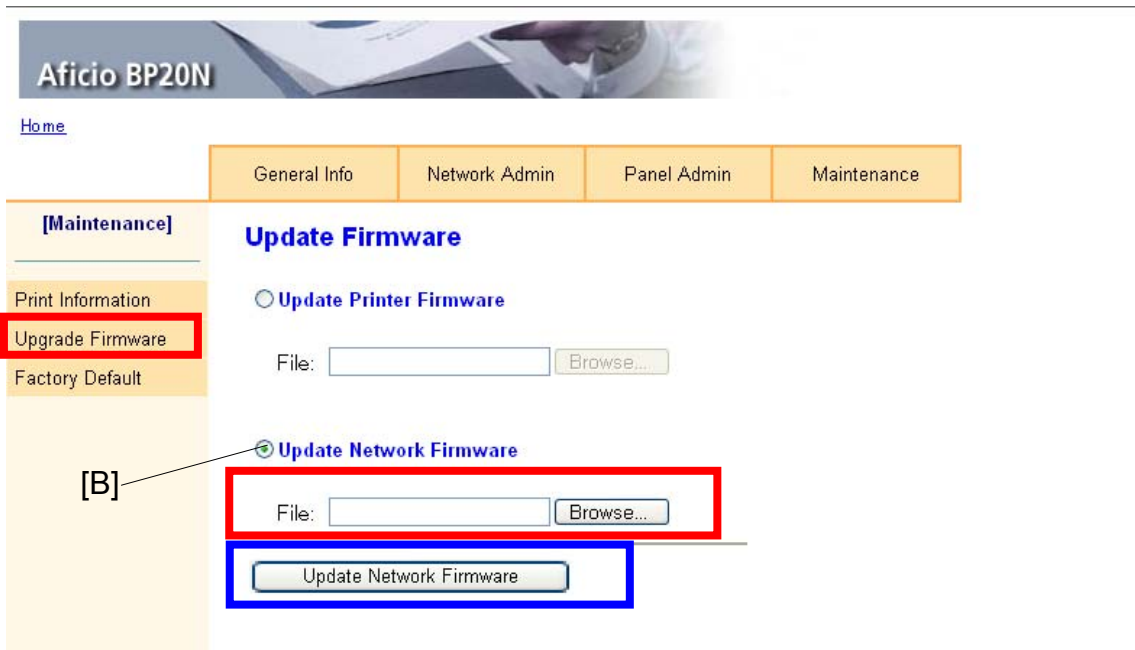 Aficio BP20N
Home
General Info Network Admin Panel Admin Maintenance
[Maintenance]
Print Information
Upgrade Firmware
Factory Default
Update Firmware
Update Printer Firmware
File: Browse...
[B]
Update Network Firmware
File: Browse...
Update Network Firmware